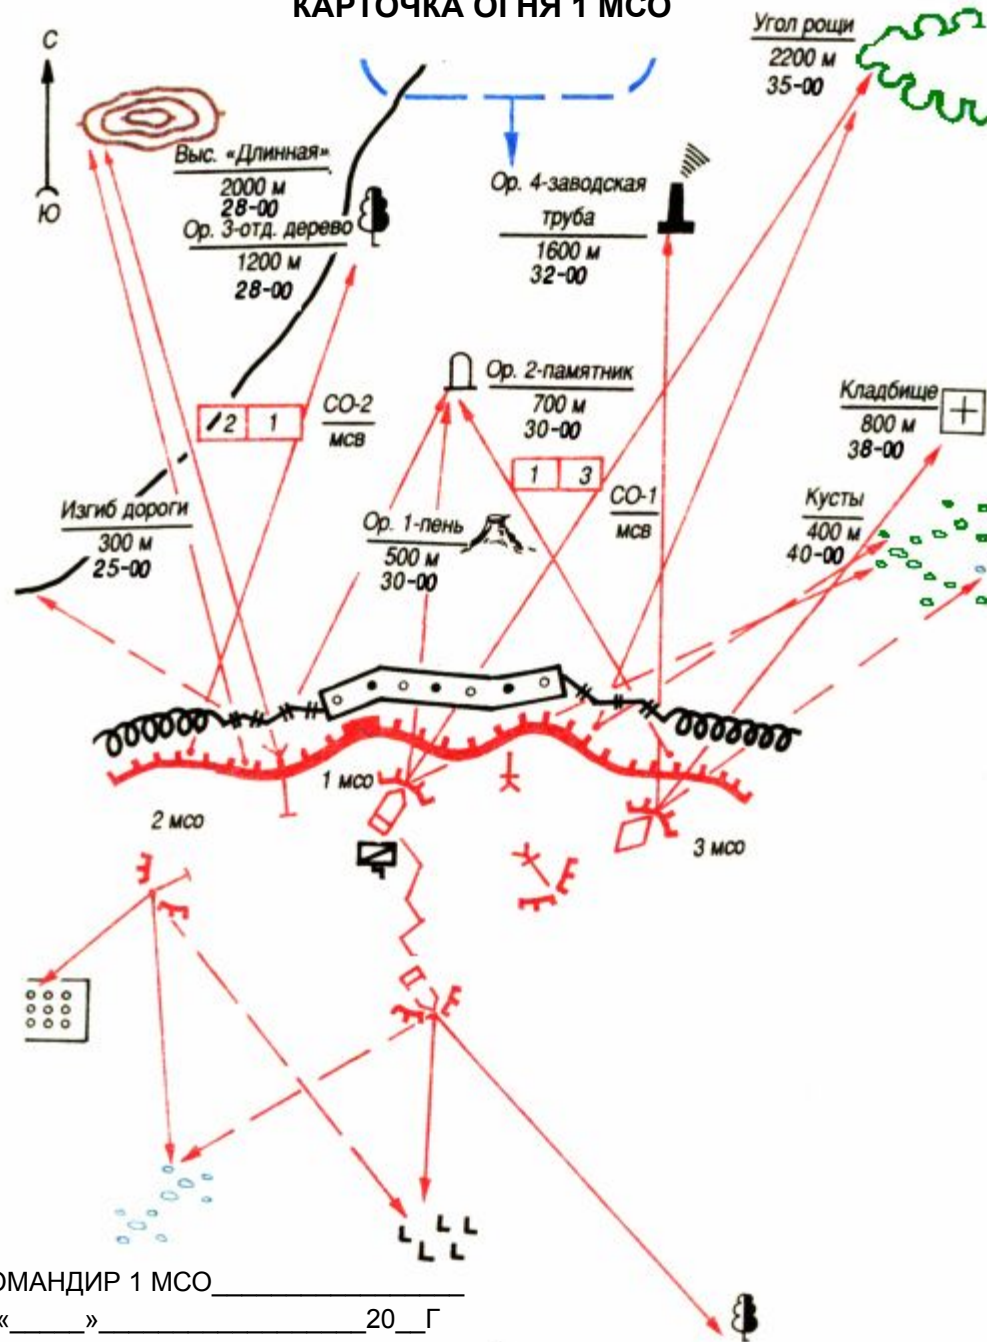 КАРТОЧКА ОГНЯ 1 МСО
С
Ю
Угол рощи
2200 м
35-00
Выс. «Длинная»
2000 м
28-00
Ор. 3-отд. дерево
1200 м
28-00
Ор. 4-заводская
труба
1600 м
32-00
Ор. 2-памятник
700 м
30-00
Кладбище
800 м
38-00
2 1
СО-2
мсв
1 3
СО-1
мсв
Изгиб дороги
300 м
25-00
Ор. 1-пень
500 м
30-00
Кусты
400 м
40-00
1 мсо
2 мсо
3 мсо
ОМАНДИР 1 МСО_________________
«_____»__________________20__Г